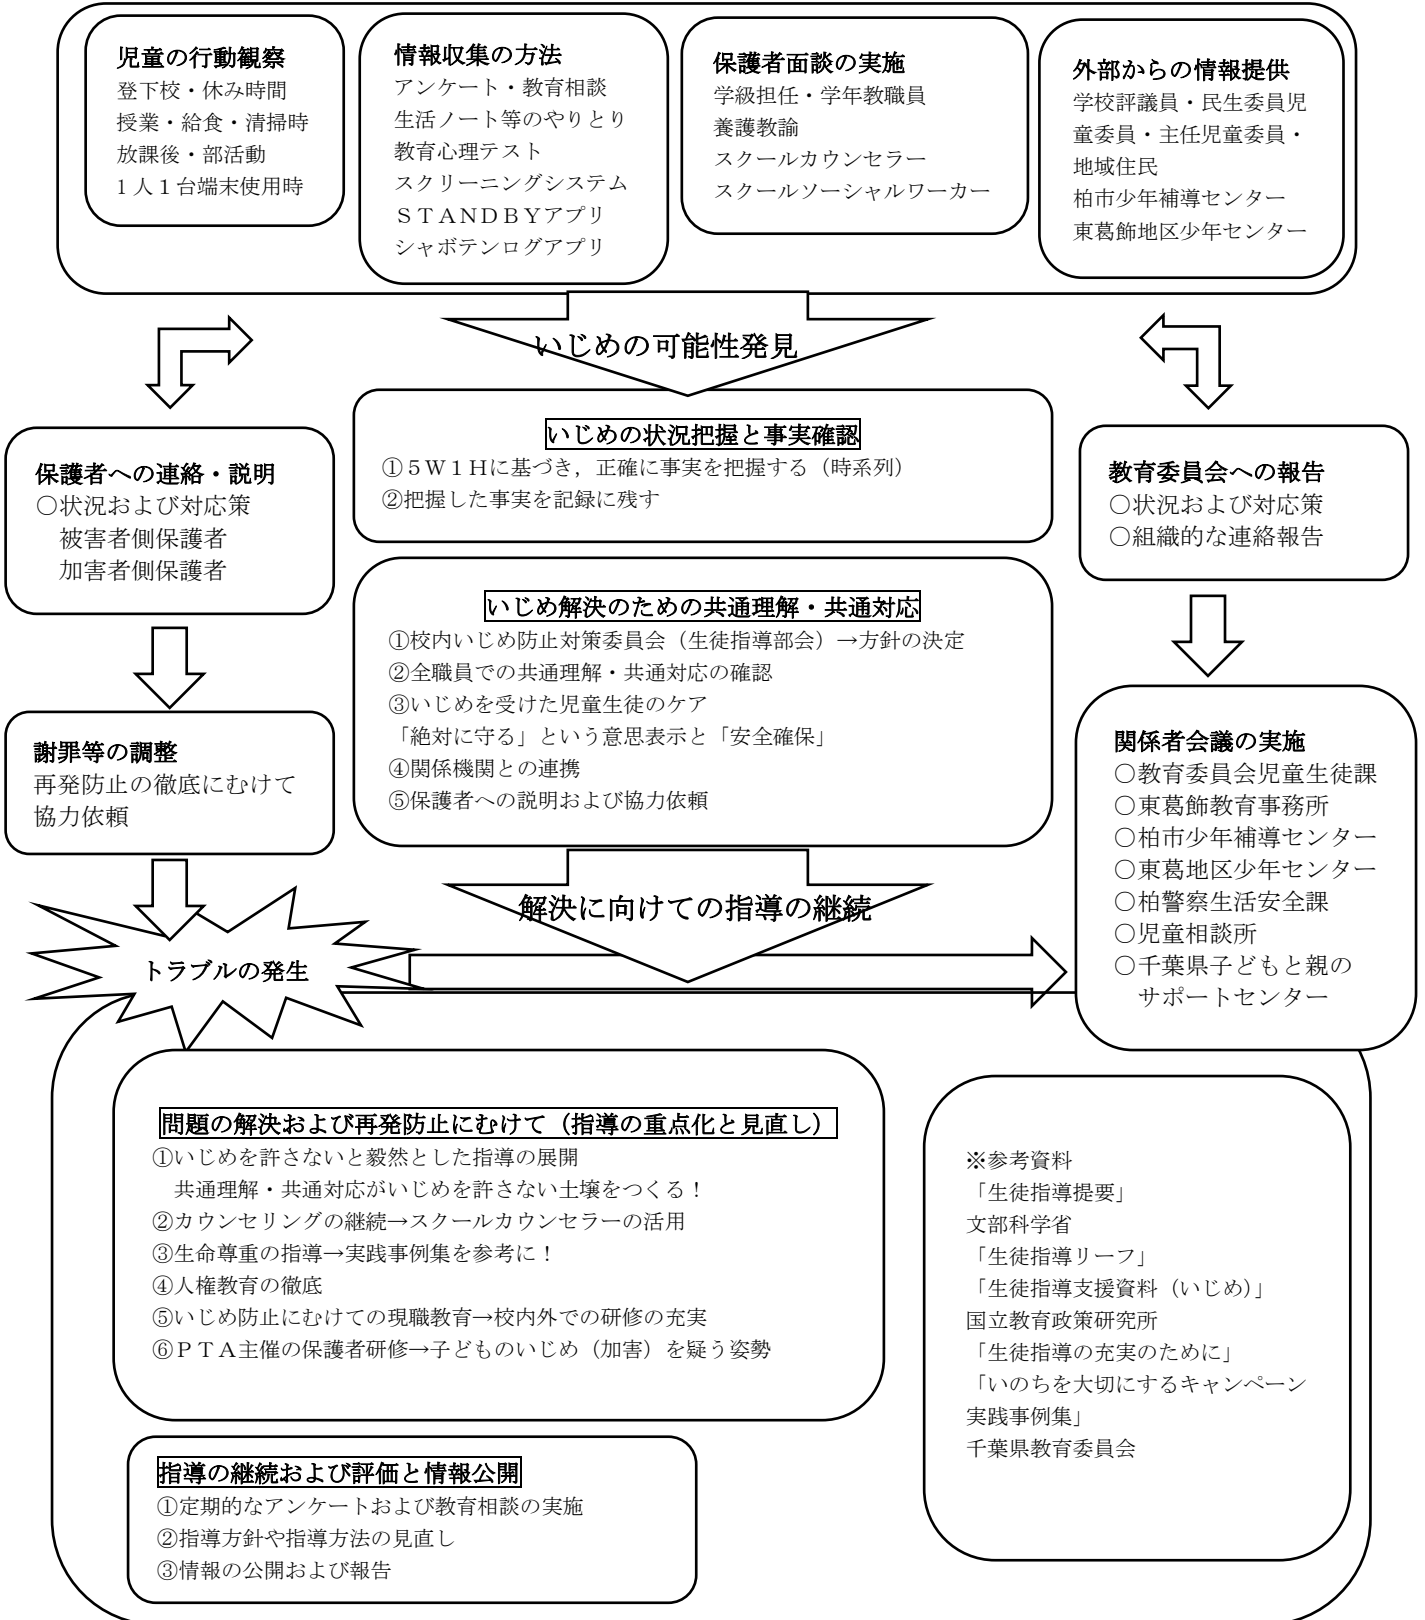 児童の行動観察
登下校・休み時間
授業・給食・清掃時
放課後・部活動
1人1台端末使用時
情報収集の方法
アンケート・教育相談
生活ノート等のやりとり
教育心理テスト
スクリーニングシステム
ＳＴＡＮＤＢＹアプリ
シャボテンログアプリ
保護者面談の実施
学級担任・学年教職員
養護教諭
スクールカウンセラー
スクールソーシャルワーカー
外部からの情報提供
学校評議員・民生委員児
童委員・主任児童委員・
地域住民
柏市少年補導センター
東葛飾地区少年センター
いじめの可能性発見
いじめの状況把握と事実確認
①５Ｗ１Ｈに基づき，正確に事実を把握する（時系列）
②把握した事実を記録に残す
保護者への連絡・説明
○状況および対応策
被害者側保護者
加害者側保護者
教育委員会への報告
○状況および対応策
○組織的な連絡報告
いじめ解決のための共通理解・共通対応
①校内いじめ防止対策委員会（生徒指導部会）→方針の決定
②全職員での共通理解・共通対応の確認
③いじめを受けた児童生徒のケア
「絶対に守る」という意思表示と「安全確保」
④関係機関との連携
⑤保護者への説明および協力依頼
謝罪等の調整
再発防止の徹底にむけて
協力依頼
関係者会議の実施
○教育委員会児童生徒課
○東葛飾教育事務所
○柏市少年補導センター
○東葛地区少年センター
○柏警察生活安全課
○児童相談所
○千葉県子どもと親の
サポートセンター
解決に向けての指導の継続
トラブルの発生
問題の解決および再発防止にむけて（指導の重点化と見直し）
①いじめを許さないと毅然とした指導の展開
共通理解・共通対応がいじめを許さない土壌をつくる！
②カウンセリングの継続→スクールカウンセラーの活用
③生命尊重の指導→実践事例集を参考に！
④人権教育の徹底
⑤いじめ防止にむけての現職教育→校内外での研修の充実
⑥ＰＴＡ主催の保護者研修→子どものいじめ（加害）を疑う姿勢
※参考資料
「生徒指導提要」
文部科学省
「生徒指導リーフ」
「生徒指導支援資料（いじめ）」
国立教育政策研究所
「生徒指導の充実のために」
「いのちを大切にするキャンペーン
実践事例集」
千葉県教育委員会
指導の継続および評価と情報公開
①定期的なアンケートおよび教育相談の実施
②指導方針や指導方法の見直し
③情報の公開および報告